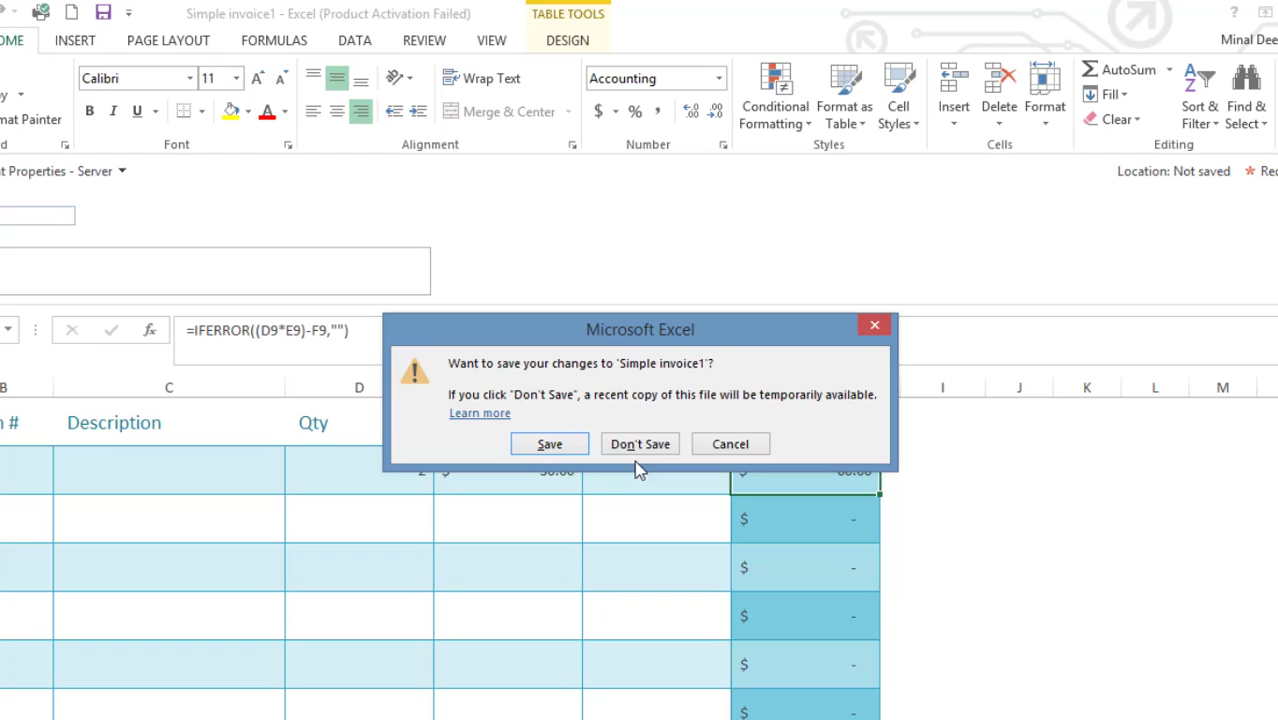 Simple invoice1 - Excel (Product Activation Failed)
TABLE TOOLS
?
OME
INSERT
PAGE LAYOUT
FORMULAS
DATA
REVIEW
VIEW
DESIGN
Minal Dee
Calibri
11
Wrap Text
Accounting
AutoSum
B I U
Merge & Center
$ % ,
Fill
Clear
Conditional Formatting
Format as Table
Cell Styles
Insert
Delete
Format
Sort & Filter
Find & Select
rmat Painter
Font
Alignment
Number
Styles
Cells
Editing
t Properties - Server
Location: Not saved
* Rec
fx
=IFERROR((D9*E9)-F9,"")
Microsoft Excel
Want to save your changes to 'Simple invoice1'?
If you click "Don't Save", a recent copy of this file will be temporarily available.
Learn more
Save
Don't Save
Cancel
B
C
D
I
J
K
L
M
#
Description
Qty
$ -
$ -
$ -
$ -
$ -